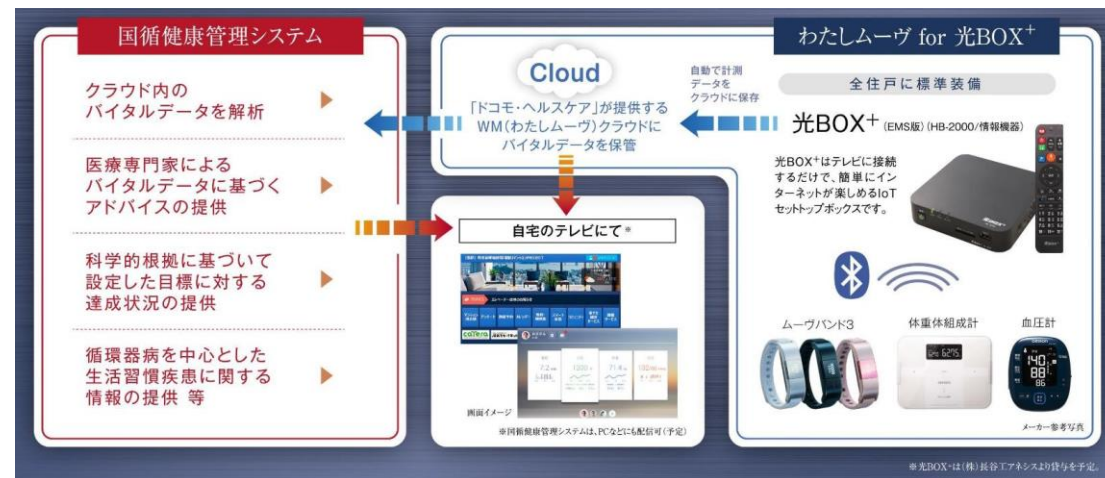 国循健康管理システム
クラウド内の
バイタルデータを解析
医療専門家による
バイタルデータに基づく
アドバイスの提供
科学的根拠に基づいて
設定した目標に対する
達成状況の提供
循環器病を中心とした
生活習慣疾患に関する
情報の提供 等
わたしムーヴ for 光BOX+
Cloud
「ドコモ・ヘルスケア」が提供する
WM(わたしムーヴ)クラウドに
バイタルデータを保管
自動で計測
データを
クラウドに保存
全住戸に標準装備
光BOX+(EMS版)(HB-2000/情報機器)
光BOX+はテレビに接続
するだけで、簡単にイン
ターネットが楽しめるIoT
セットトップボックスです。
自宅のテレビにて※
画面イメージ
※国循健康管理システムは、PCなどにも配信可(予定)
ムーヴバンド3
体重体組成計
血圧計
140
88
86
メーカー参考写真
※光BOX+は(株)長谷工アネシスより貸与を予定。